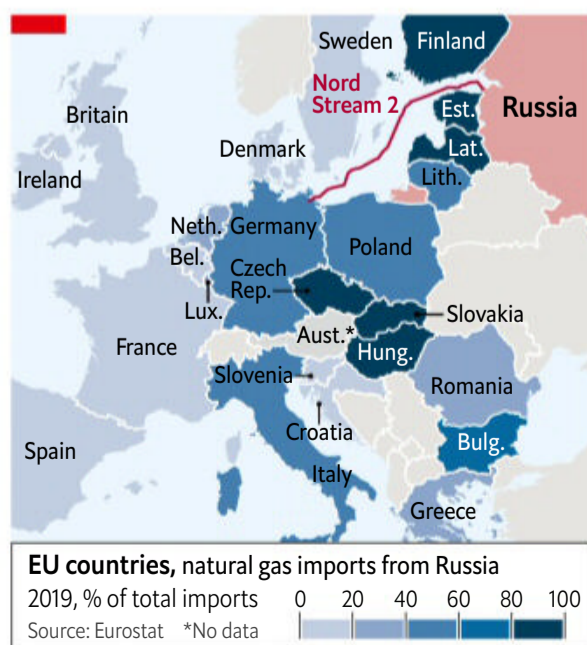 Sweden
Finland
Nord
Stream 2
Britain
Est.
Russia
Denmark
Lat.
Ireland
Lith.
Neth.
Germany
Poland
Bel.
Czech
Rep.
Lux.
Slovakia
Aust.*
France
Hung.
Slovenia
Romania
Croatia
Spain
Bulg.
Italy
Greece
EU countries, natural gas imports from Russia
2019, % of total imports
0 20 40 60 80 100
Source: Eurostat *No data